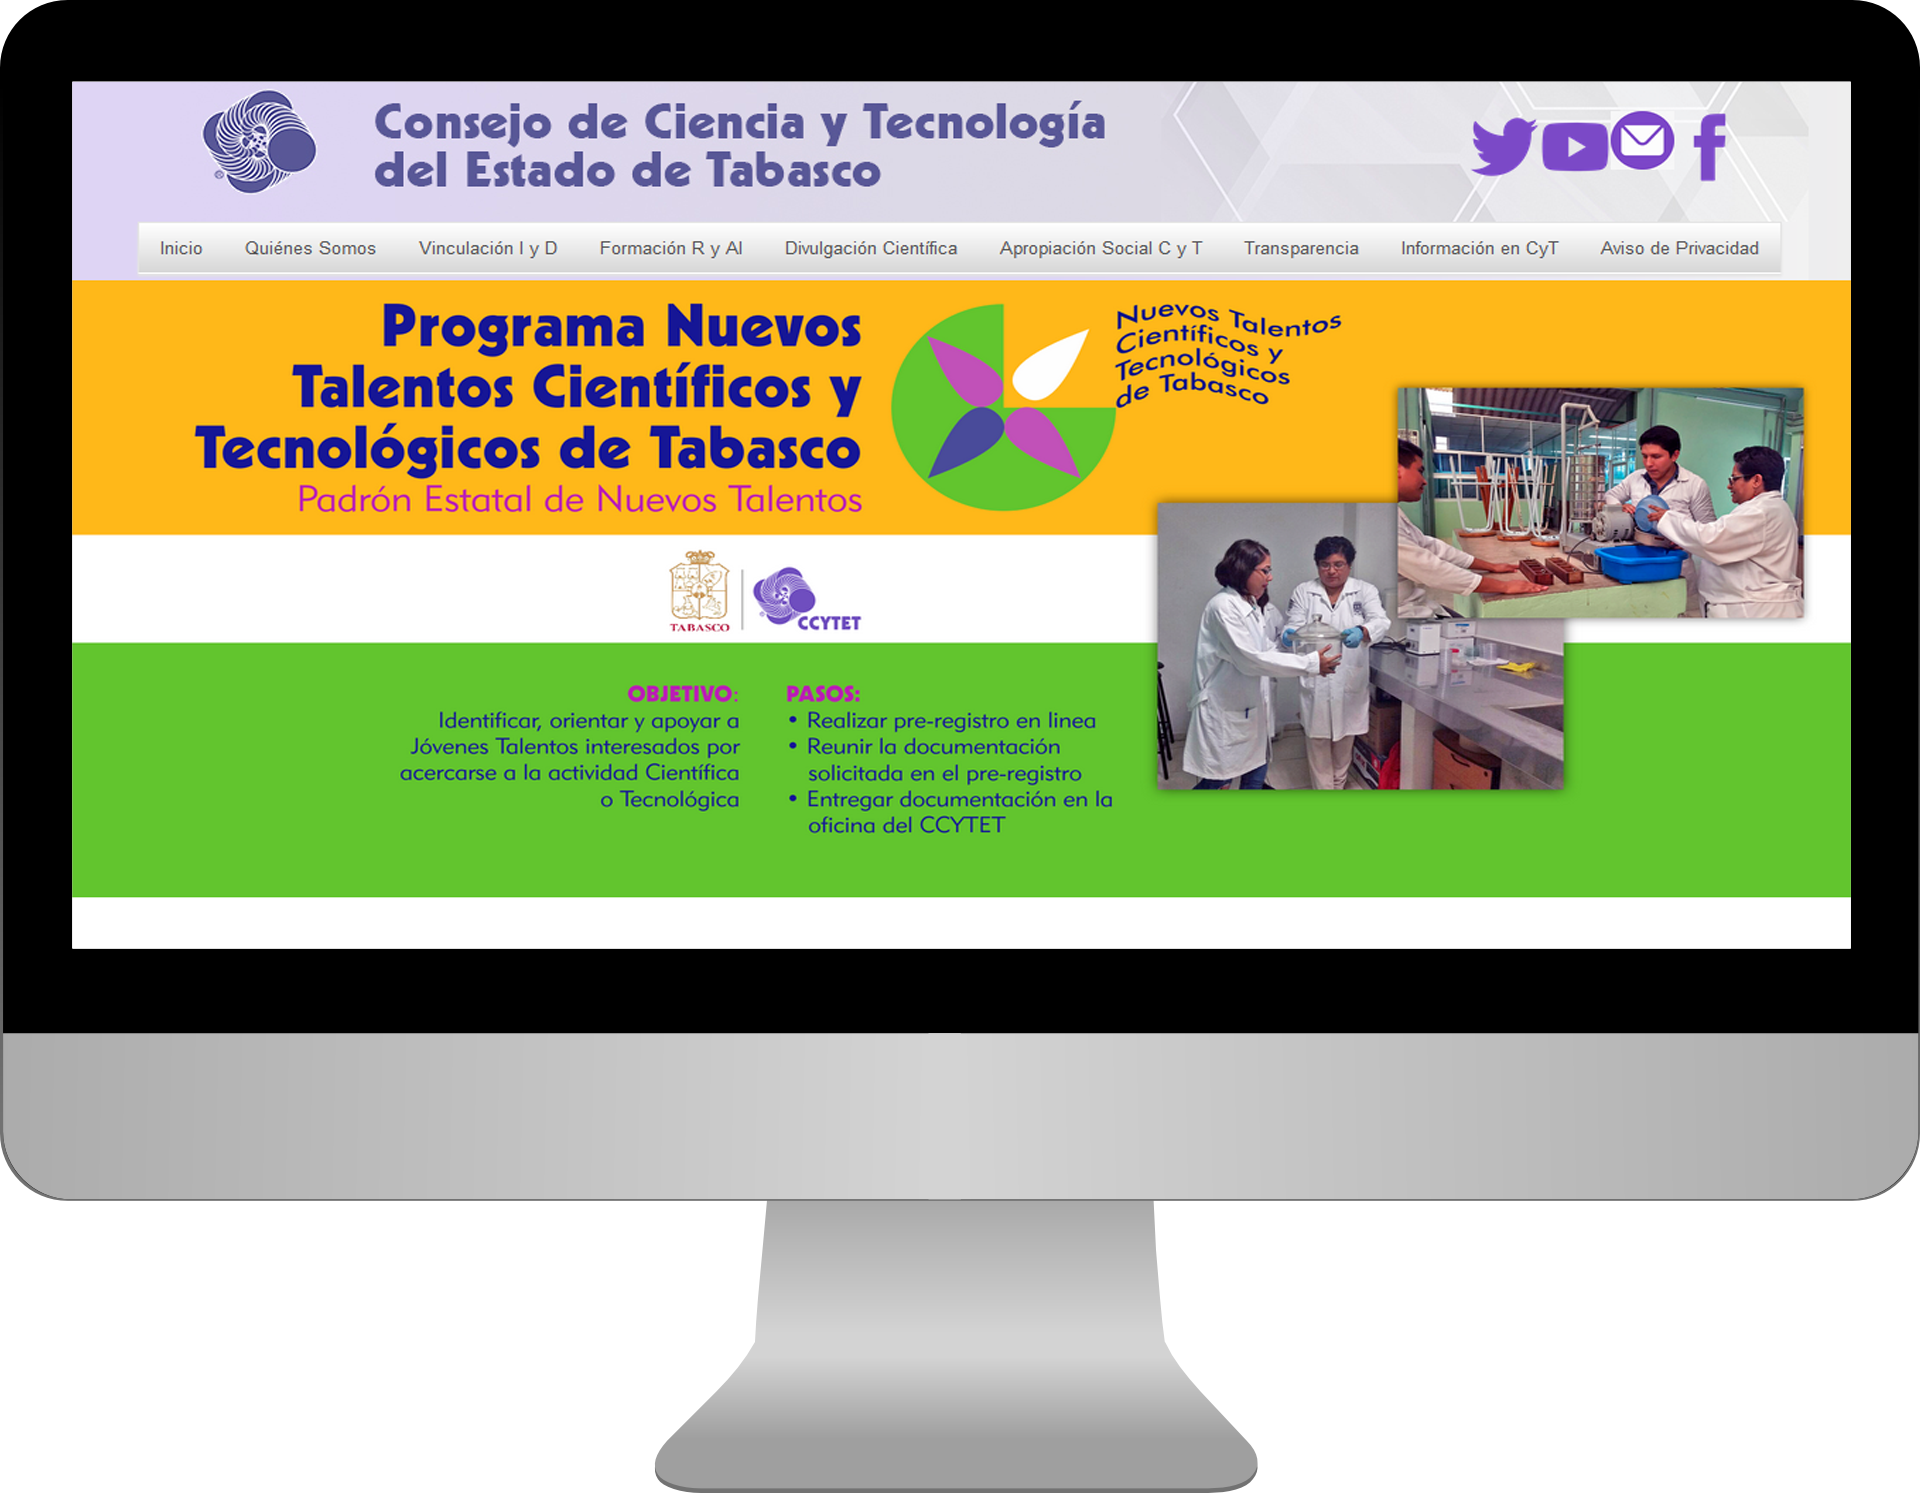 Consejo de Ciencia y Tecnología
del Estado de Tabasco
®
Inicio Quiénes Somos Vinculación I y D Formación R y AI Divulgación Científica Apropiación Social C y T Transparencia Información en CyT Aviso de Privacidad
Programa Nuevos
Talentos Científicos y
Tecnológicos de Tabasco
Padrón Estatal de Nuevos Talentos
Nuevos Talentos
Científicos y
Tecnológicos
de Tabasco
TABASCO
CCYTET
OBJETIVO:
Identificar, orientar y apoyar a
Jóvenes Talentos interesados por
acercarse a la actividad Científica
o Tecnológica
PASOS:
• Realizar pre-registro en linea
• Reunir la documentación
solicitada en el pre-registro
• Entregar documentación en la
oficina del CCYTET